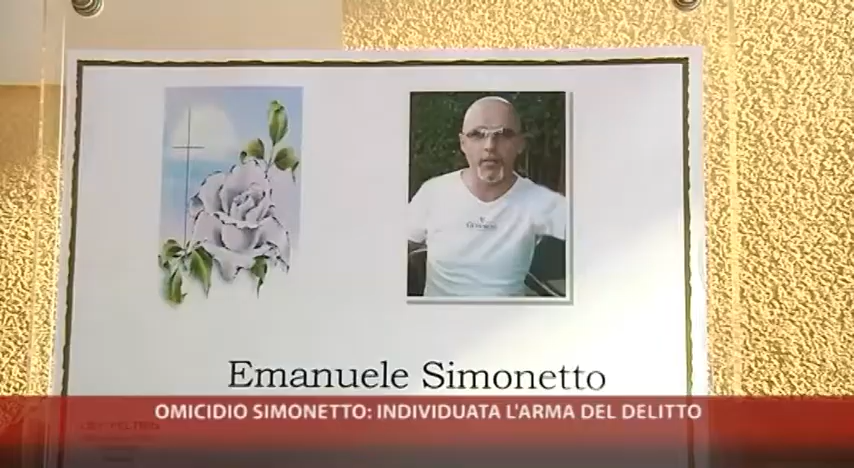 Emanuele Simonetto
OMICIDIO SIMONETTO: INDIVIDUATA L'ARMA DEL DELITTO